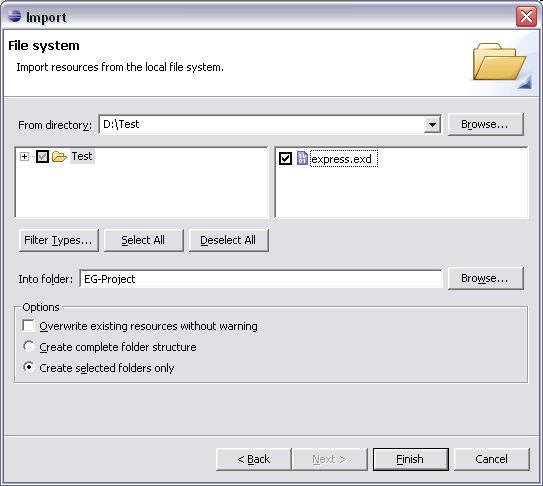 Import
File system
Import resources from the local file system.
From directory: D:\Test Browse...
Test express.exd
Filter Types... Select All Deselect All
Into folder: EG-Project Browse...
Options
Overwrite existing resources without warning
Create complete folder structure
Create selected folders only
< Back Next > Finish Cancel